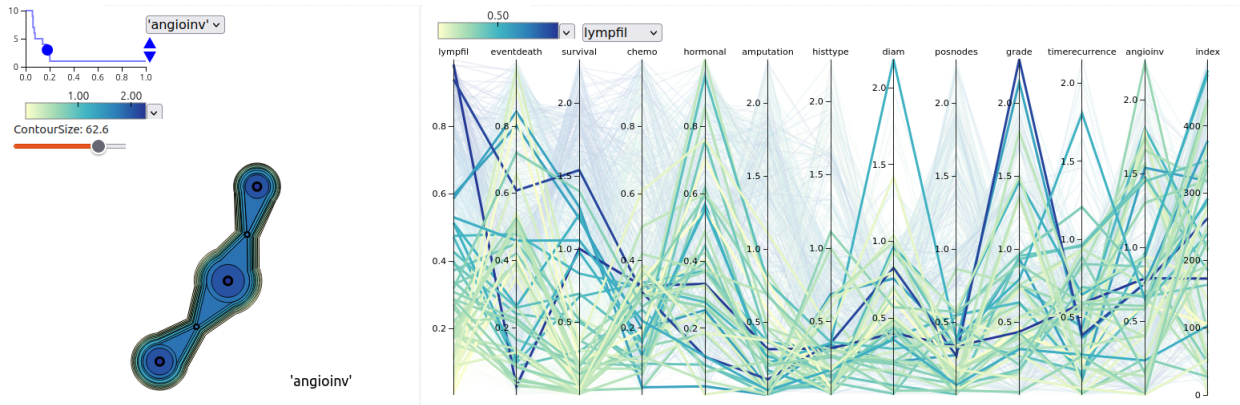 10
5
0
0.0 0.2 0.4 0.6 0.8 1.0
'angioinv'
1.00 2.00
ContourSize: 62.6
'angioinv'
0.50
lympfil
lympfil eventdeath survival chemo hormonal amputation histtype diam posnodes grade timerecurrence angioinv index
0.8 0.6 0.4 0.2
0.8 0.6 0.4 0.2
2.0 1.5 1.0 0.5
0.8 0.6 0.4 0.2
0.8 0.6 0.4 0.2
2.0 1.5 1.0 0.5
2.0 1.5 1.0 0.5
2.0 1.5 1.0 0.5
2.0 1.5 1.0 0.5
2.0 1.5 1.0 0.5
2.0 1.5 1.0 0.5
2.0 1.5 1.0 0.5
400 300 200 100 0